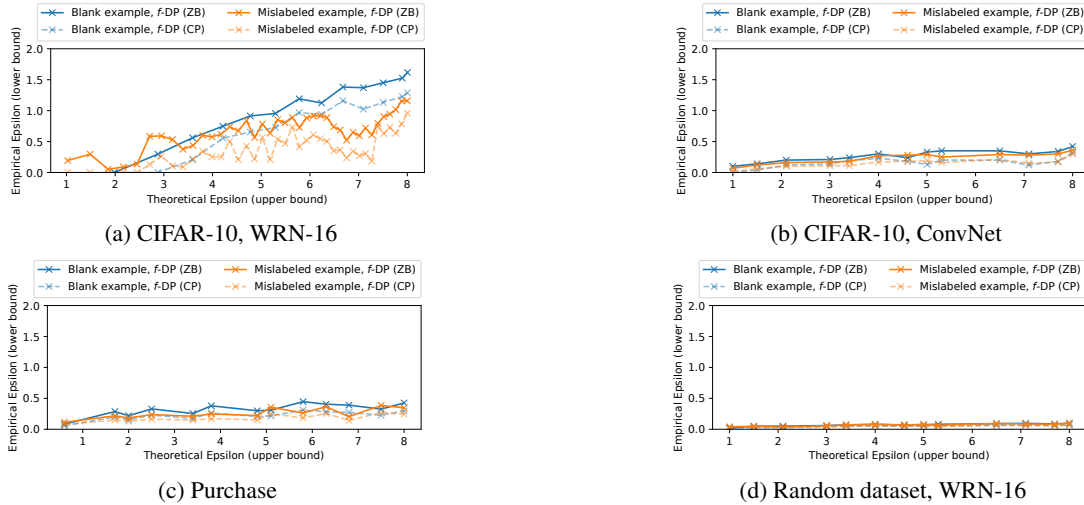 Blank example, f-DP (ZB) Mislabeled example, f-DP (ZB)
Blank example, f-DP (CP) Mislabeled example, f-DP (CP)
Empirical Epsilon (lower bound)
2.0
1.5
1.0
0.5
0.0
1 2 3 4 5 6 7 8
Theoretical Epsilon (upper bound)
(a) CIFAR-10, WRN-16
Blank example, f-DP (ZB) Mislabeled example, f-DP (ZB)
Blank example, f-DP (CP) Mislabeled example, f-DP (CP)
Empirical Epsilon (lower bound)
2.0
1.5
1.0
0.5
0.0
1 2 3 4 5 6 7 8
Theoretical Epsilon (upper bound)
(b) CIFAR-10, ConvNet
Blank example, f-DP (ZB) Mislabeled example, f-DP (ZB)
Blank example, f-DP (CP) Mislabeled example, f-DP (CP)
Empirical Epsilon (lower bound)
2.0
1.5
1.0
0.5
0.0
1 2 3 4 5 6 7 8
Theoretical Epsilon (upper bound)
(c) Purchase
Blank example, f-DP (ZB) Mislabeled example, f-DP (ZB)
Blank example, f-DP (CP) Mislabeled example, f-DP (CP)
Empirical Epsilon (lower bound)
2.0
1.5
1.0
0.5
0.0
1 2 3 4 5 6 7 8
Theoretical Epsilon (upper bound)
(d) Random dataset, WRN-16